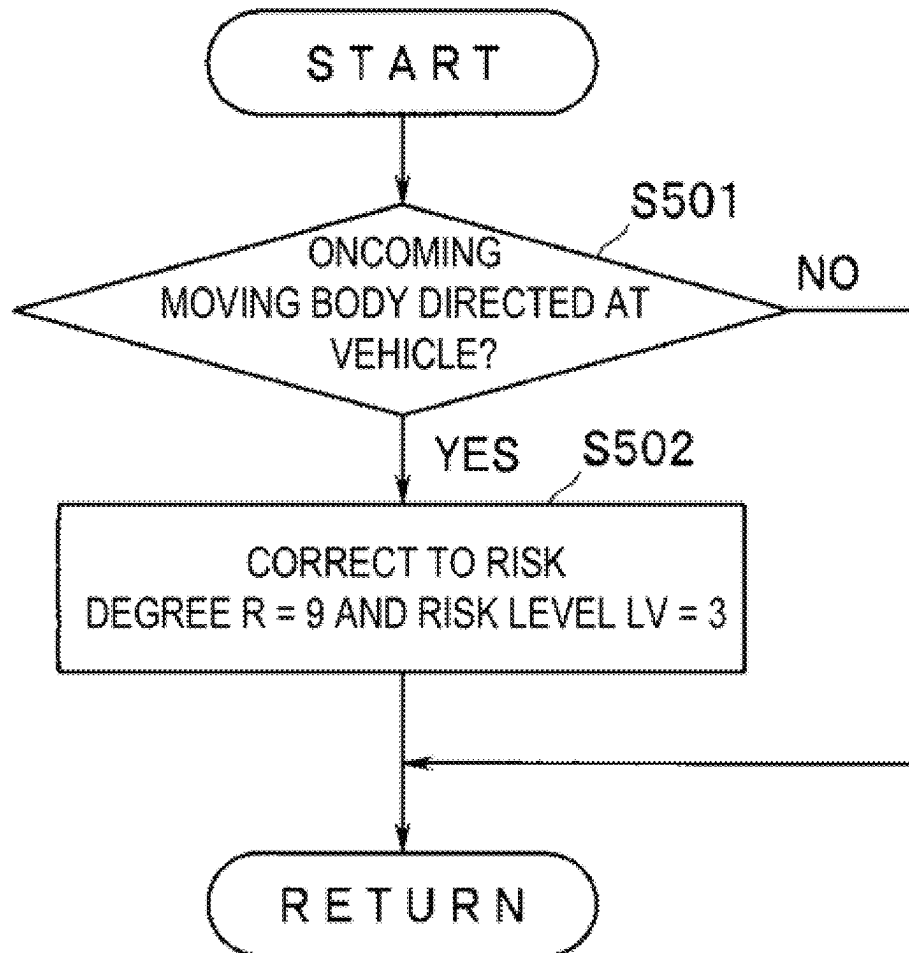 START
S501
ONCOMING
MOVING BODY DIRECTED AT
VEHICLE?
NO
YES
S502
CORRECT TO RISK
DEGREE R = 9 AND RISK LEVEL LV = 3
RETURN